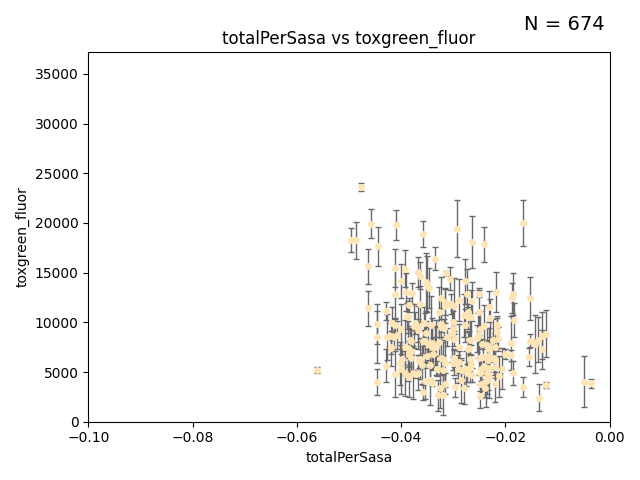 N = 674
totalPerSasa vs toxgreen_fluor
35000
30000
25000
20000
15000
10000
5000
0
toxgreen_fluor
−0.10 −0.08 −0.06 −0.04 −0.02 0.00
totalPerSasa